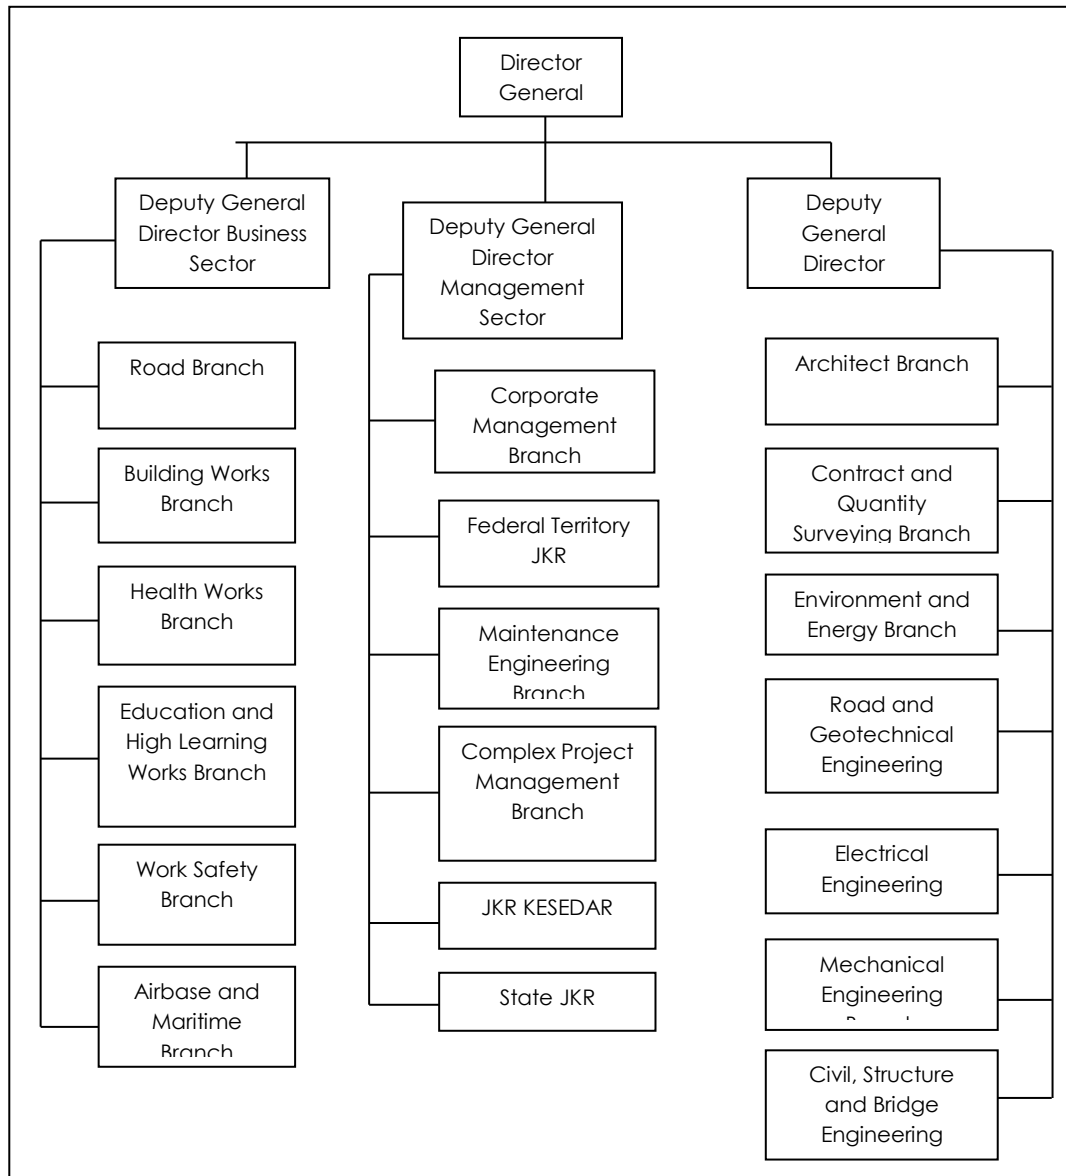 Director
General
Deputy General
Director Business
Sector
Deputy General
Director
Management
Sector
Deputy
General
Director
Road Branch
Building Works
Branch
Health Works
Branch
Education and
High Learning
Works Branch
Work Safety
Branch
Airbase and
Maritime
Branch
Corporate
Management
Branch
Federal Territory
JKR
Maintenance
Engineering
Branch
Complex Project
Management
Branch
JKR KESEDAR
State JKR
Architect Branch
Contract and
Quantity
Surveying Branch
Environment and
Energy Branch
Road and
Geotechnical
Engineering
Electrical
Engineering
Mechanical
Engineering
Civil, Structure
and Bridge
Engineering